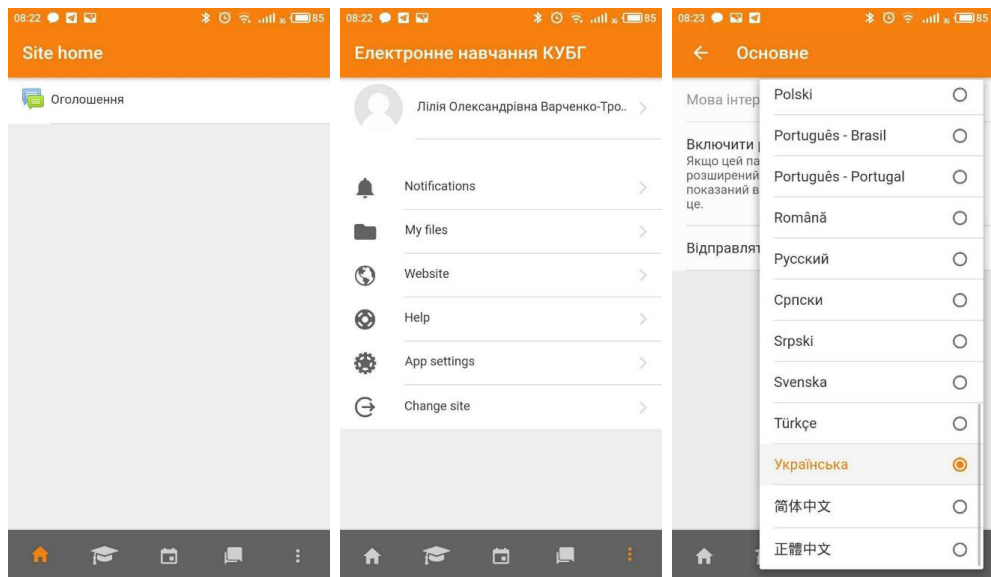 08:22
85
Site home
Оголошення
08:22
85
Електронне навчання КУБГ
Лілія Олександрівна Варченко-Тро..
Notifications
My files
Website
Help
App settings
Change site
08:23
85
Основне
Мова інтер
Включити
Якщо цей па
розширений
показаний в
це.
Відправлят
Polski
Português - Brasil
Português - Portugal
Română
Русский
Српски
Srpski
Svenska
Türkçe
Українська
简体中文
正體中文